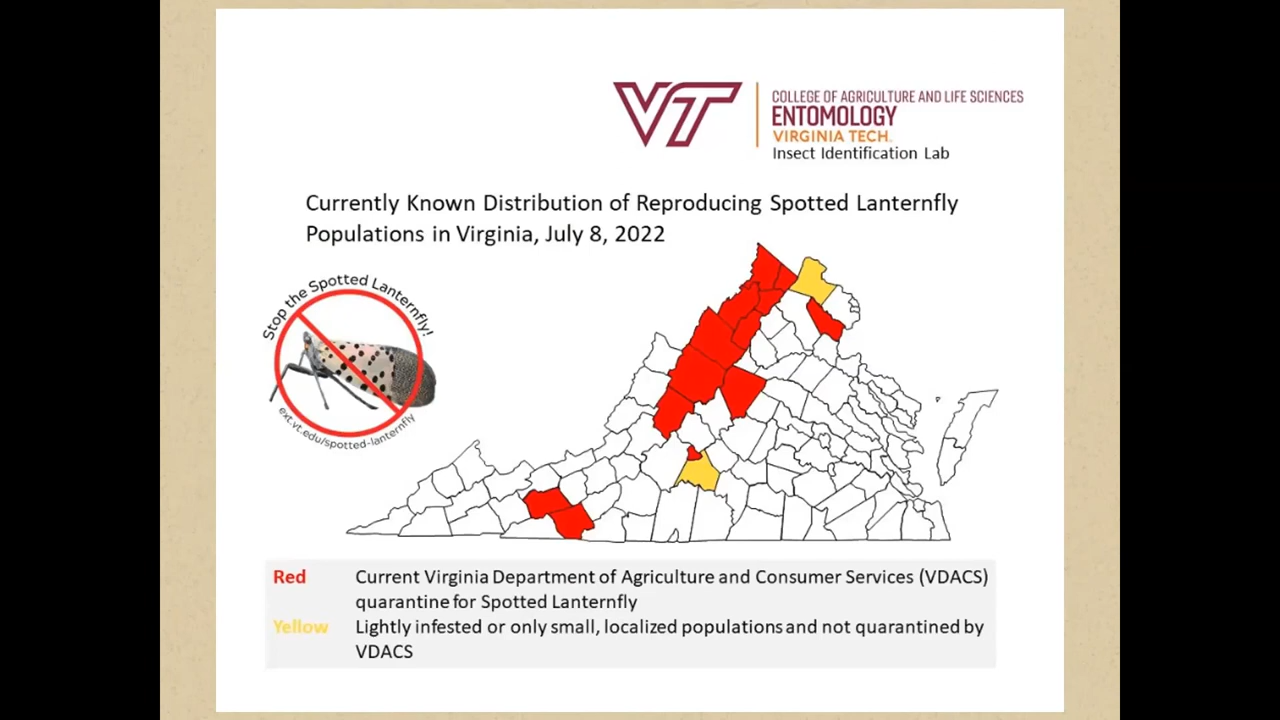 VT
COLLEGE OF AGRICULTURE AND LIFE SCIENCES
ENTOMOLOGY
VIRGINIA TECH.
Insect Identification Lab
Currently Known Distribution of Reproducing Spotted Lanternfly
Populations in Virginia, July 8, 2022
Stop the Spotted Lanternfly!
ext.vt.edu/spotted-lanternfly
Red Current Virginia Department of Agriculture and Consumer Services (VDACS)
quarantine for Spotted Lanternfly
Yellow Lightly infested or only small, localized populations and not quarantined by
VDACS